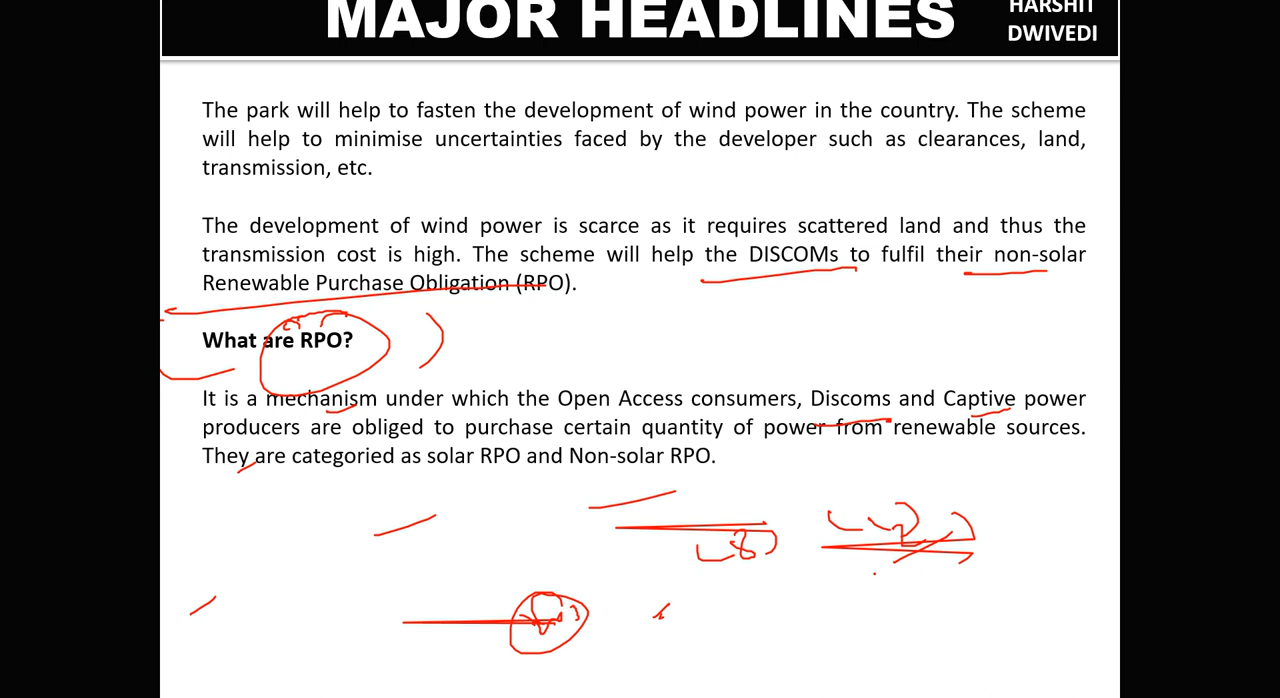 MAJOR HEADLINES
HARSHIT
DWIVEDI
The park will help to fasten the development of wind power in the country. The scheme
will help to minimise uncertainties faced by the developer such as clearances, land,
transmission, etc.
The development of wind power is scarce as it requires scattered land and thus the
transmission cost is high. The scheme will help the DISCOMs to fulfil their non-solar
Renewable Purchase Obligation (RPO).
What are RPO?
It is a mechanism under which the Open Access consumers, Discoms and Captive power
producers are obliged to purchase certain quantity of power from renewable sources.
They are categoried as solar RPO and Non-solar RPO.